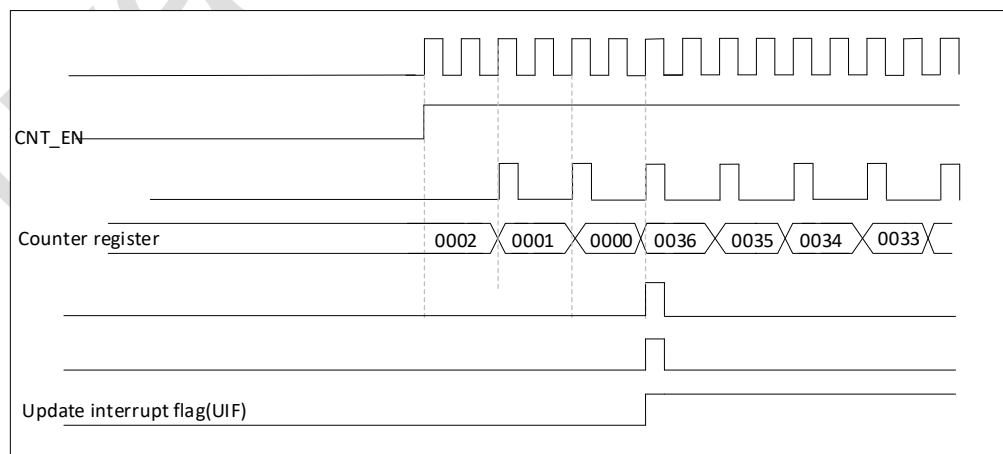 CNT_EN
Counter register
0002 0001 0000 0036 0035 0034 0033
Update interrupt flag(UIF)